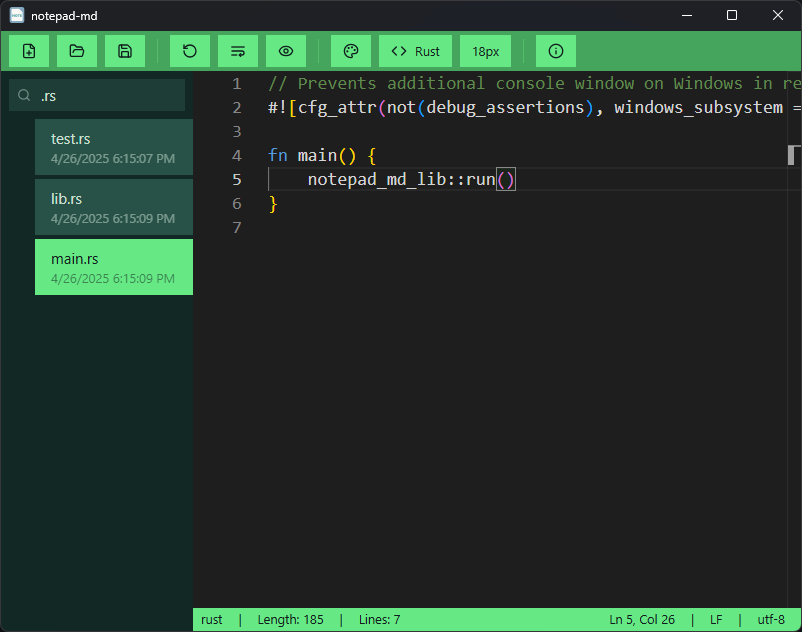 notepad-md
Rust
18px
.rs
test.rs
4/26/2025 6:15:07 PM
lib.rs
4/26/2025 6:15:09 PM
main.rs
4/26/2025 6:15:09 PM
1 // Prevents additional console window on Windows in re
2 #![cfg_attr(not(debug_assertions), windows_subsystem =
3
4 fn main() {
5 notepad_md_lib::run()
6 }
7
rust | Length: 185 | Lines: 7 Ln 5, Col 26 | LF | utf-8